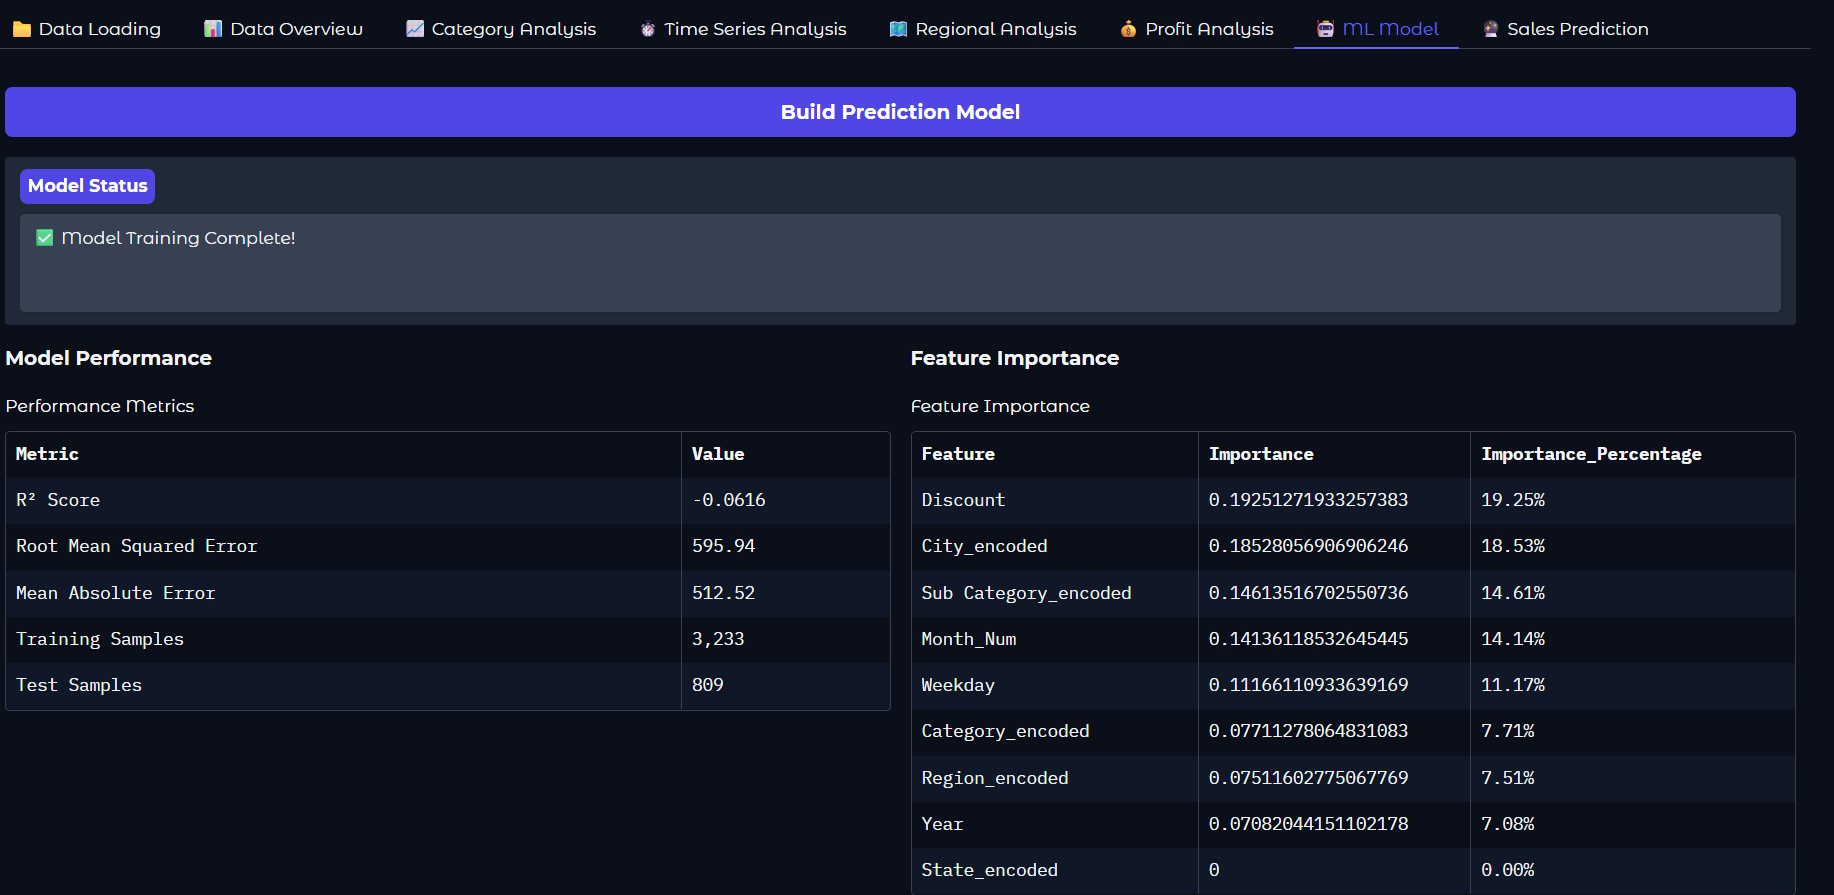 Data Loading Data Overview Category Analysis Time Series Analysis Regional Analysis Profit Analysis ML Model Sales Prediction
Build Prediction Model
Model Status
Model Training Complete!
Model Performance
Performance Metrics
Metric Value
R² Score -0.0616
Root Mean Squared Error 595.94
Mean Absolute Error 512.52
Training Samples 3,233
Test Samples 809
Feature Importance
Feature Importance
Feature Importance Importance_Percentage
Discount 0.19251271933257383 19.25%
City_encoded 0.18528056906906246 18.53%
Sub Category_encoded 0.14613516702550736 14.61%
Month_Num 0.14136118532645445 14.14%
Weekday 0.11166110933639169 11.17%
Category_encoded 0.07711278064831083 7.71%
Region_encoded 0.07511602775067769 7.51%
Year 0.07082044151102178 7.08%
State_encoded 0 0.00%